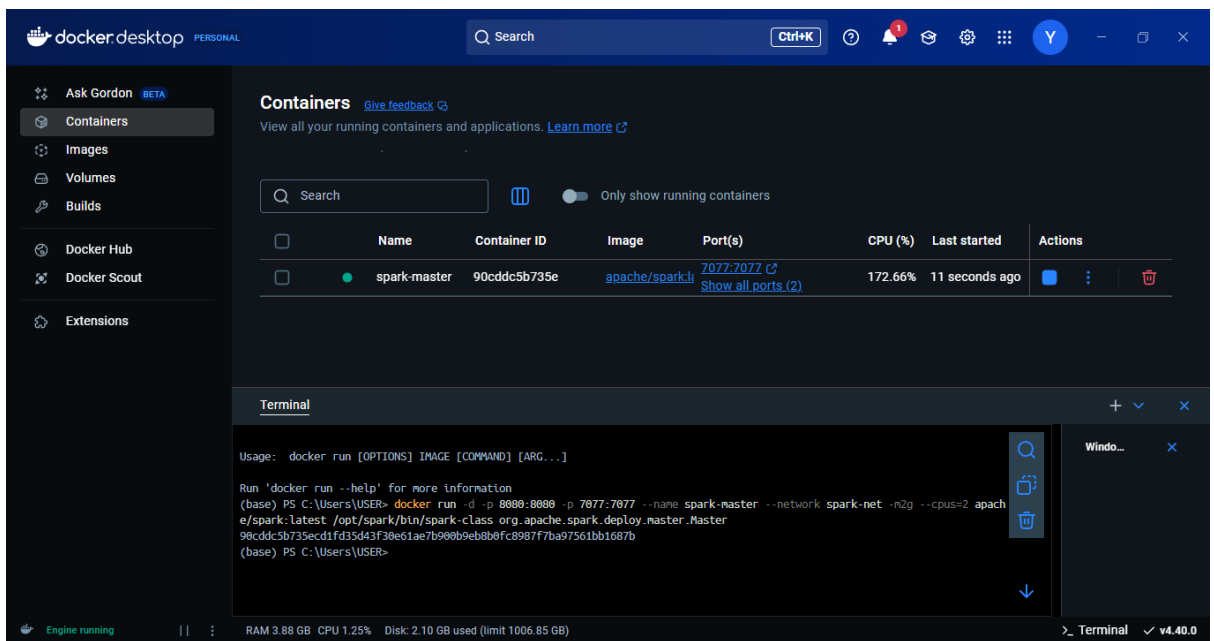 docker.desktop PERSONAL
Search
Ctrl+K
1
Y
Ask Gordon BETA
Containers
Images
Volumes
Builds
Docker Hub
Docker Scout
Extensions
Containers Give feedback
View all your running containers and applications. Learn more
Search
Only show running containers
Name Container ID Image Port(s) CPU (%) Last started Actions
spark-master 90cddc5b735e apache/spark:la 7077:7077 172.66% 11 seconds ago
Show all ports (2)
Terminal
Windo...
Usage: docker run [OPTIONS] IMAGE [COMMAND] [ARG...]
Run 'docker run --help' for more information
(base) PS C:\Users\USER> docker run -d -p 8080:8080 -p 7077:7077 --name spark-master --network spark-net -m2g --cpus=2 apach
e/spark:latest /opt/spark/bin/spark-class org.apache.spark.deploy.master.Master
90cddc5b735ecd1fd35d43f30e61ae7b900b9eb8b0fc8987f7ba97561bb1687b
(base) PS C:\Users\USER>
Engine running
RAM 3.88 GB CPU 1.25% Disk: 2.10 GB used (limit 1006.85 GB)
>_ Terminal
v4.40.0